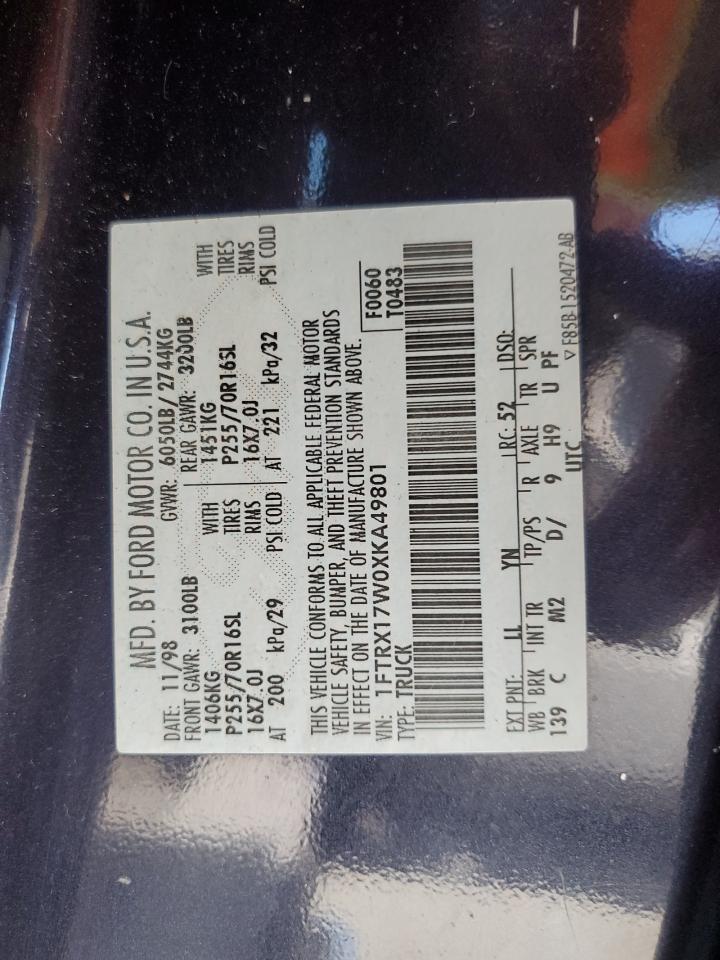 MFD. BY FORD MOTOR CO. IN U.S.A.
DATE: 11/98 GVWR: 6050LB/ 2744KG
FRONT GAWR: 3100LB REAR GAWR: 3200LB
1406KG WITH 1451KG WITH
P255/70R16SL TIRES P255/70R16SL TIRES
16X7.0J RIMS 16X7.0J RIMS
AT 200 kPa/29 PSI COLD AT 221 kPa/32 PSI COLD
THIS VEHICLE CONFORMS TO ALL APPLICABLE FEDERAL MOTOR
VEHICLE SAFETY, BUMPER, AND THEFT PREVENTION STANDARDS
IN EFFECT ON THE DATE OF MANUFACTURE SHOWN ABOVE.
VIN: 1FTRX17W0XKA49801 F0060
TYPE: TRUCK T0483
EXT PNT: LL YN RC: 52 DSO:
WB BRK INT TR TP/PS R AXLE TR SPR
139 C M2 D/ 9 H9 U PF
UTC
▽ F85B-1520472-AB